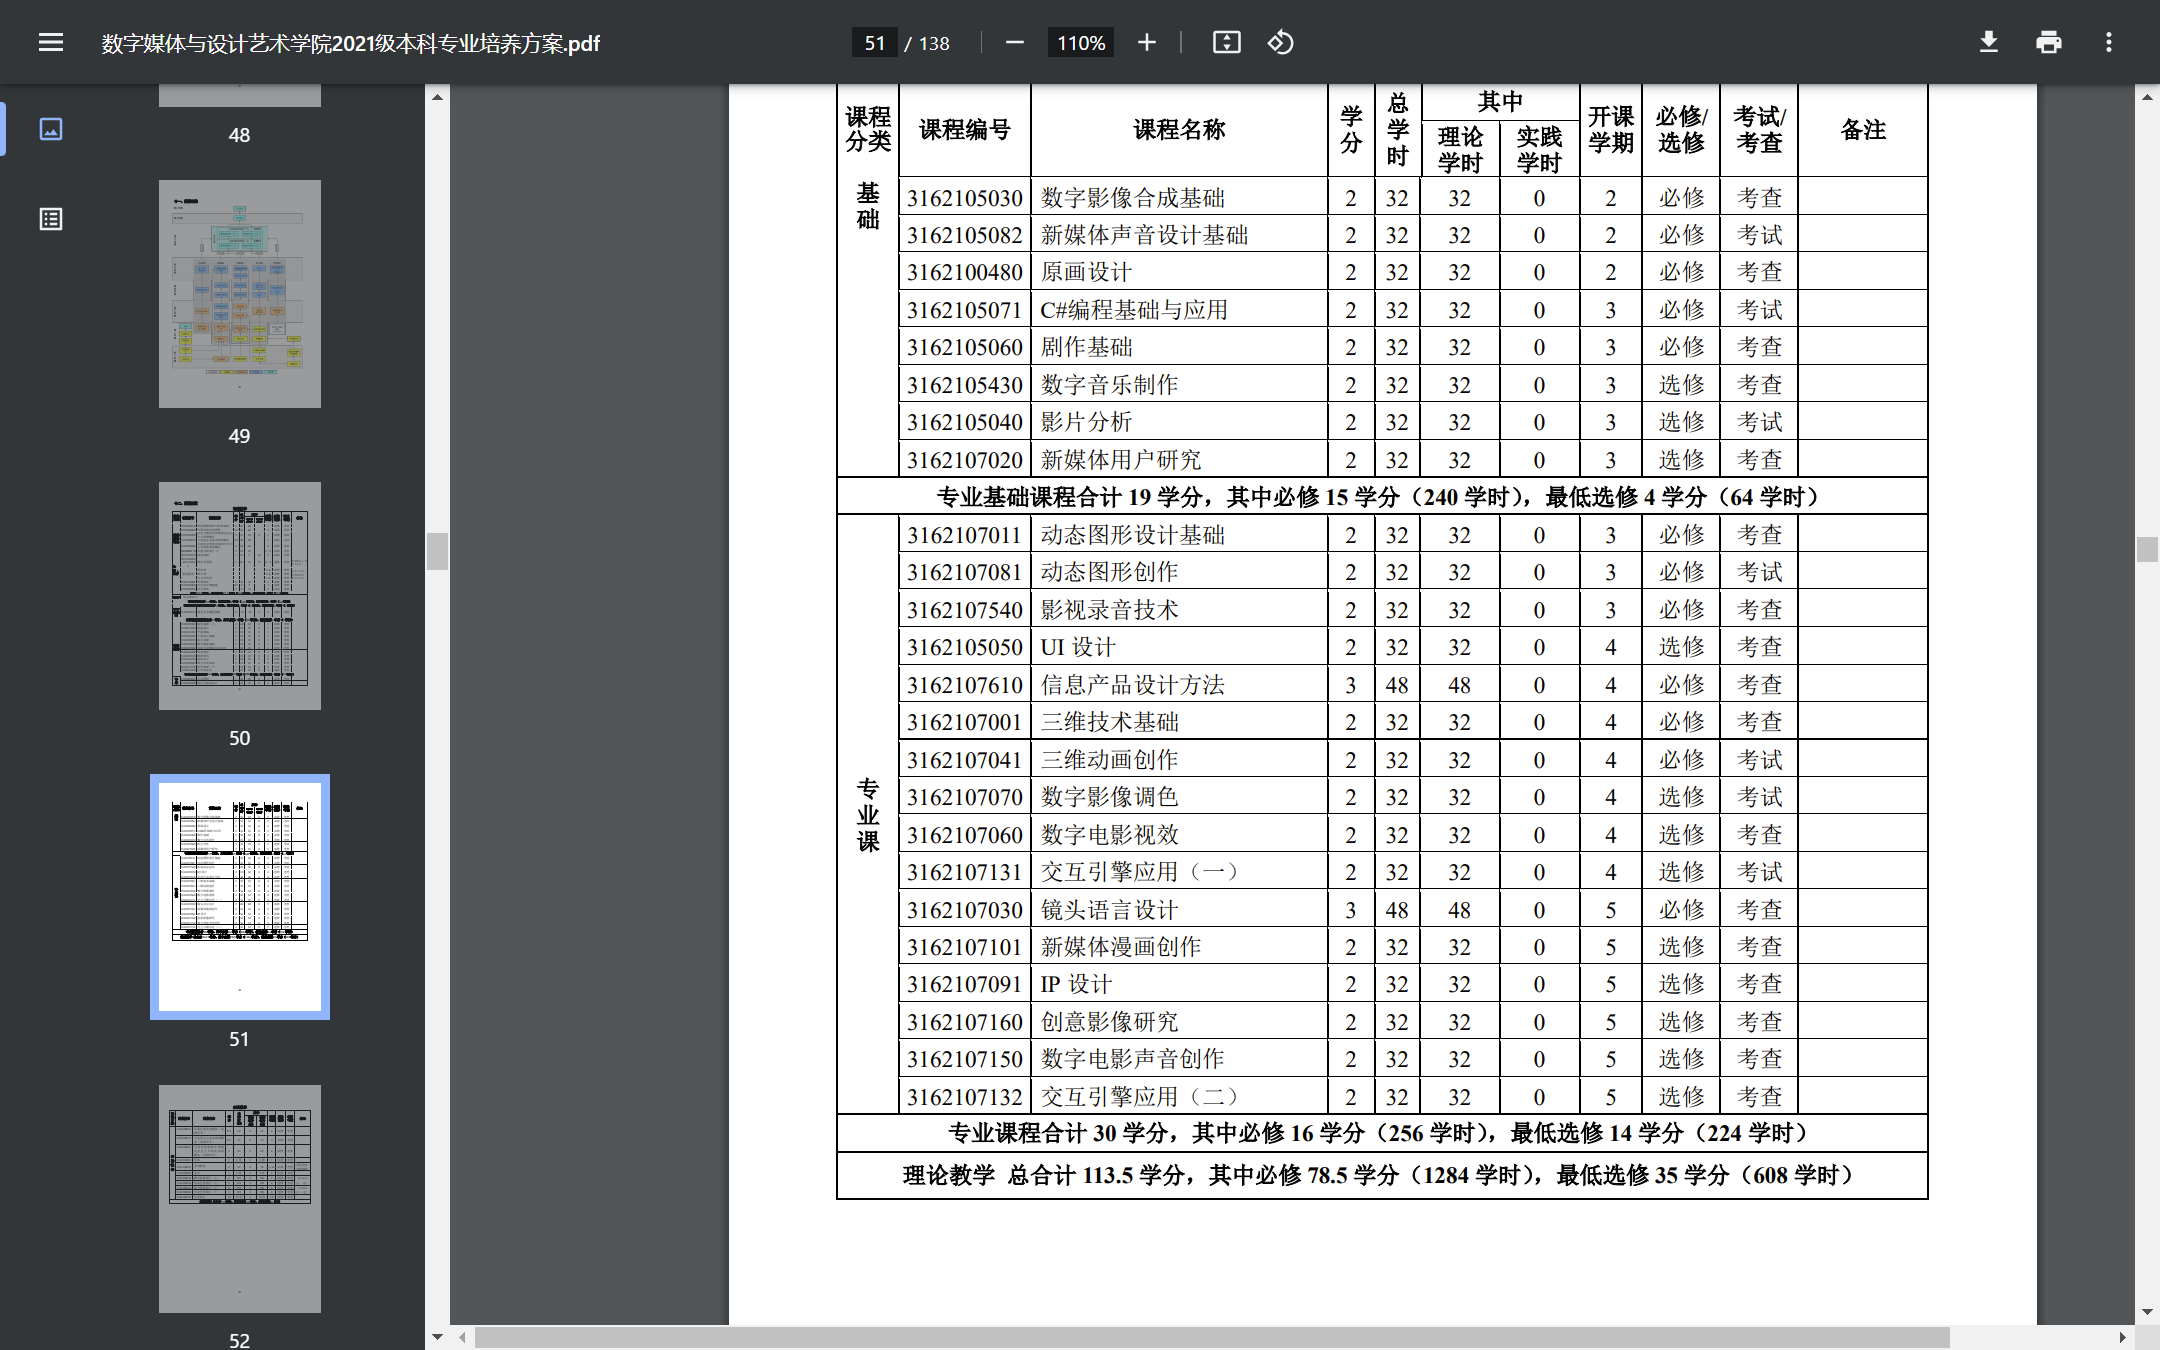 数字媒体与设计艺术学院2021级本科专业培养方案.pdf
51 / 138
110%
48
49
50
51
52
课程分类 课程编号 课程名称 学分 总学时 其中 理论学时 实践学时 开课学期 必修/选修 考试/考查 备注
基础
3162105030 数字影像合成基础 2 32 32 0 2 必修 考查
3162105082 新媒体声音设计基础 2 32 32 0 2 必修 考试
3162100480 原画设计 2 32 32 0 2 必修 考查
3162105071 C#编程基础与应用 2 32 32 0 3 必修 考试
3162105060 剧作基础 2 32 32 0 3 必修 考查
3162105430 数字音乐制作 2 32 32 0 3 选修 考查
3162105040 影片分析 2 32 32 0 3 选修 考试
3162107020 新媒体用户研究 2 32 32 0 3 选修 考查
专业基础课程合计 19 学分，其中必修 15 学分（240 学时），最低选修 4 学分（64 学时）
专业课
3162107011 动态图形设计基础 2 32 32 0 3 必修 考查
3162107081 动态图形创作 2 32 32 0 3 必修 考试
3162107540 影视录音技术 2 32 32 0 3 必修 考查
3162105050 UI 设计 2 32 32 0 4 选修 考查
3162107610 信息产品设计方法 3 48 48 0 4 必修 考查
3162107001 三维技术基础 2 32 32 0 4 必修 考查
3162107041 三维动画创作 2 32 32 0 4 必修 考试
3162107070 数字影像调色 2 32 32 0 4 选修 考试
3162107060 数字电影视效 2 32 32 0 4 选修 考查
3162107131 交互引擎应用（一） 2 32 32 0 4 选修 考试
3162107030 镜头语言设计 3 48 48 0 5 必修 考查
3162107101 新媒体漫画创作 2 32 32 0 5 选修 考查
3162107091 IP 设计 2 32 32 0 5 选修 考查
3162107160 创意影像研究 2 32 32 0 5 选修 考查
3162107150 数字电影声音创作 2 32 32 0 5 选修 考查
3162107132 交互引擎应用（二） 2 32 32 0 5 选修 考查
专业课程合计 30 学分，其中必修 16 学分（256 学时），最低选修 14 学分（224 学时）
理论教学 总合计 113.5 学分，其中必修 78.5 学分（1284 学时），最低选修 35 学分（608 学时）